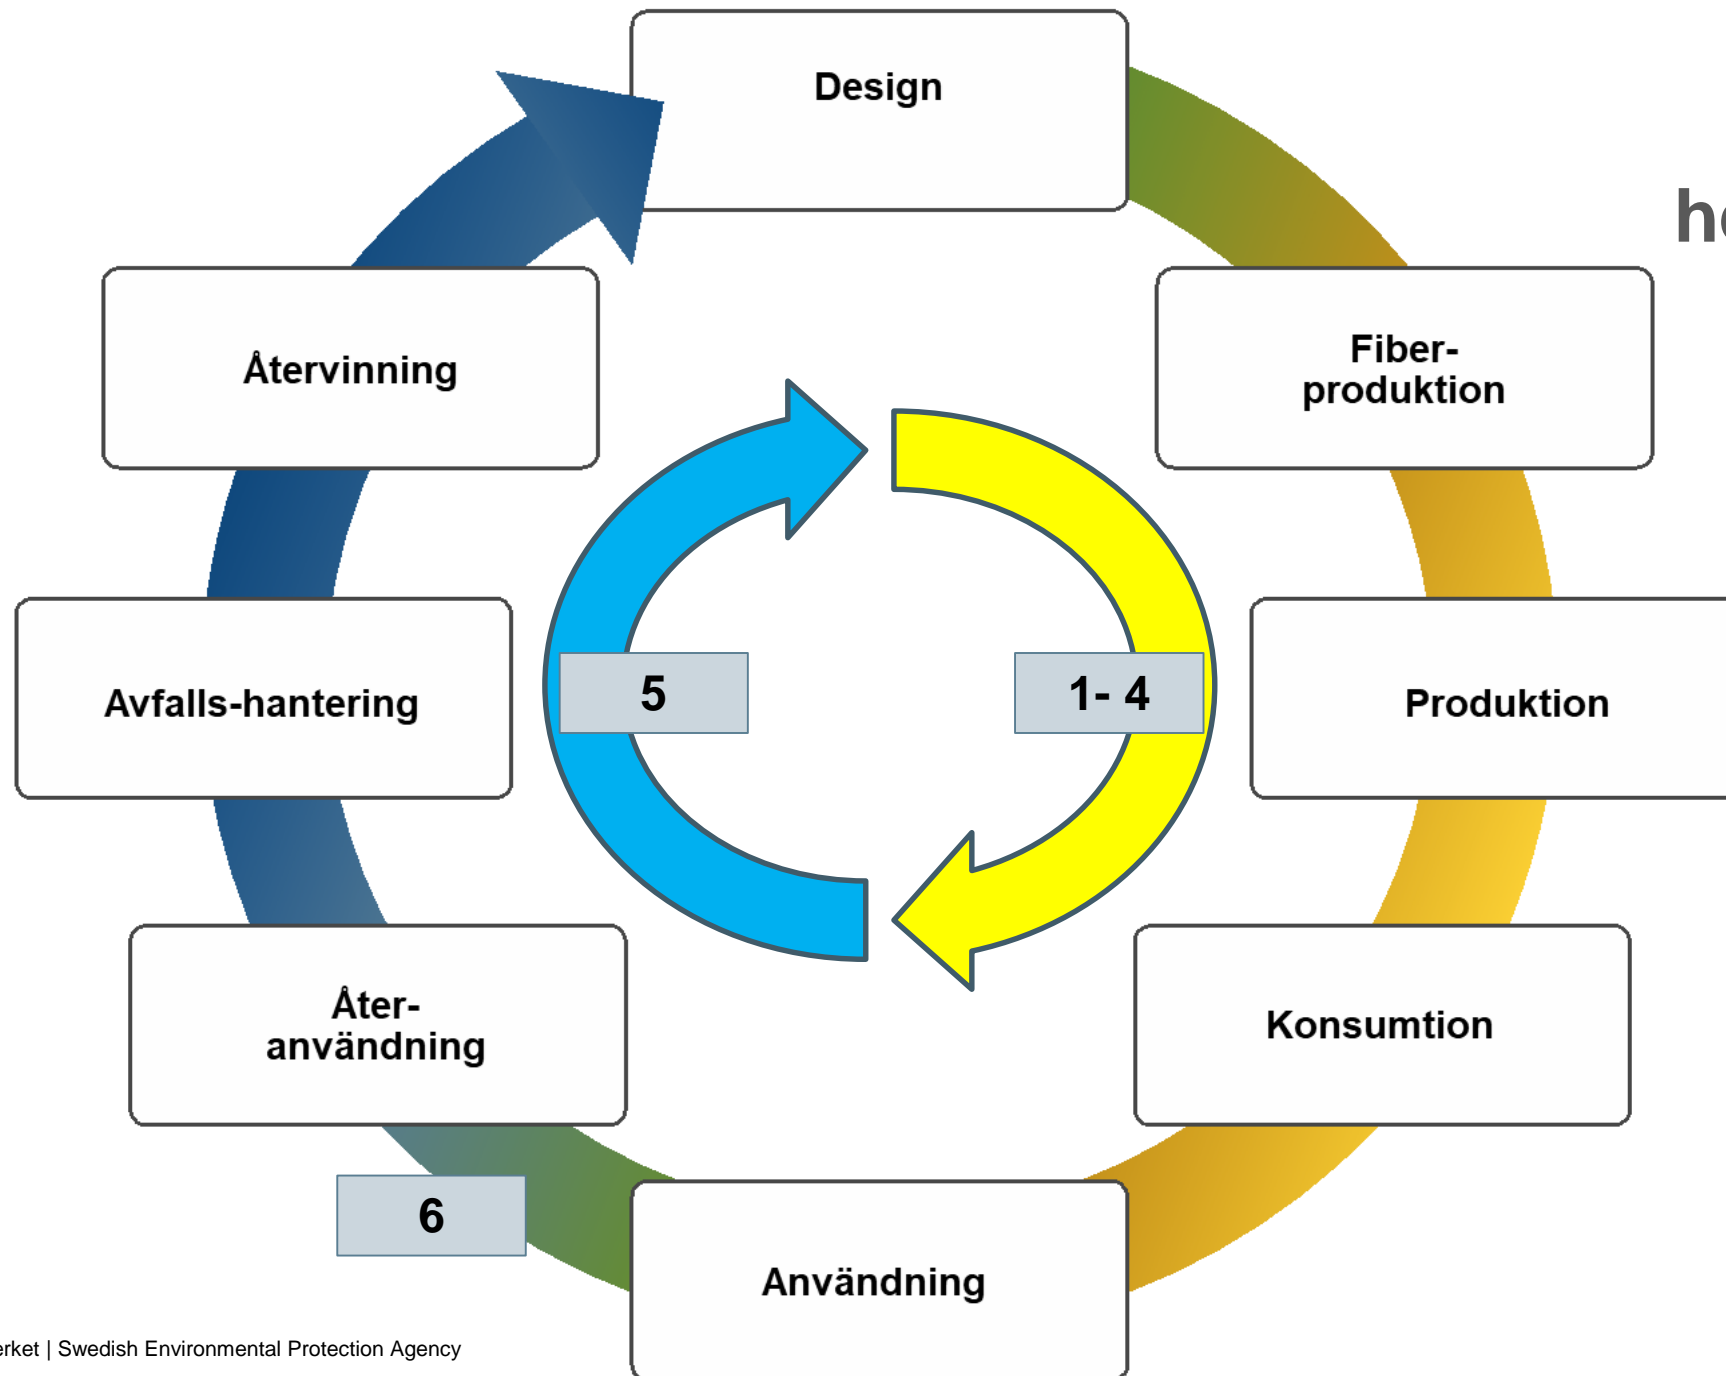 Design
Fiber-
produktion
Återvinning
5
1- 4
Avfalls-hantering
Produktion
Åter-
användning
Konsumtion
6
Användning
| Swedish Environmental Protection Agency